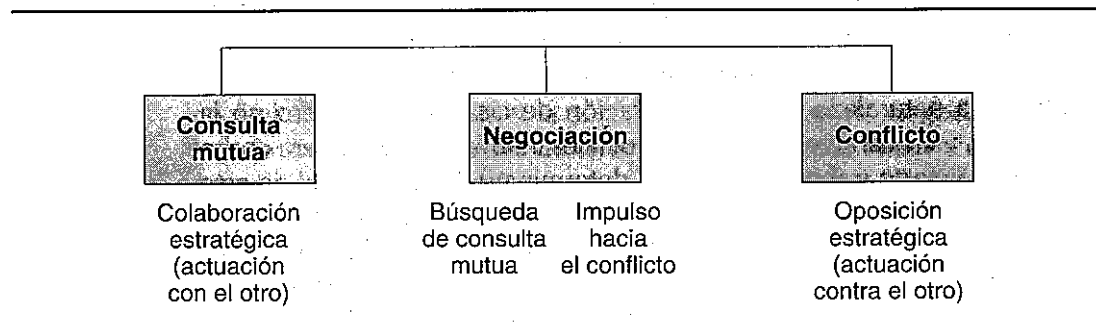 Consulta
mutua
Negociación
Conflicto
Colaboración
estratégica
(actuación
con el otro)
Búsqueda
de consulta
mutua
Impulso
hacia
el conflicto
Oposición
estratégica
(actuación
contra el otro)